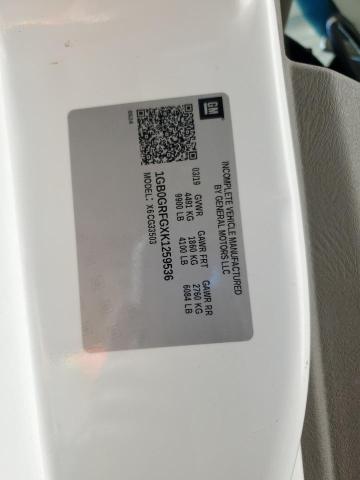 GM
INCOMPLETE VEHICLE MANUFACTURED
BY GENERAL MOTORS LLC
03/19 GVWR GAWR FRT GAWR RR
4491 KG 1860 KG 2760 KG
9900 LB 4100 LB 6084 LB
1GB0GRFGXK1259536
MODEL: X6CG33503